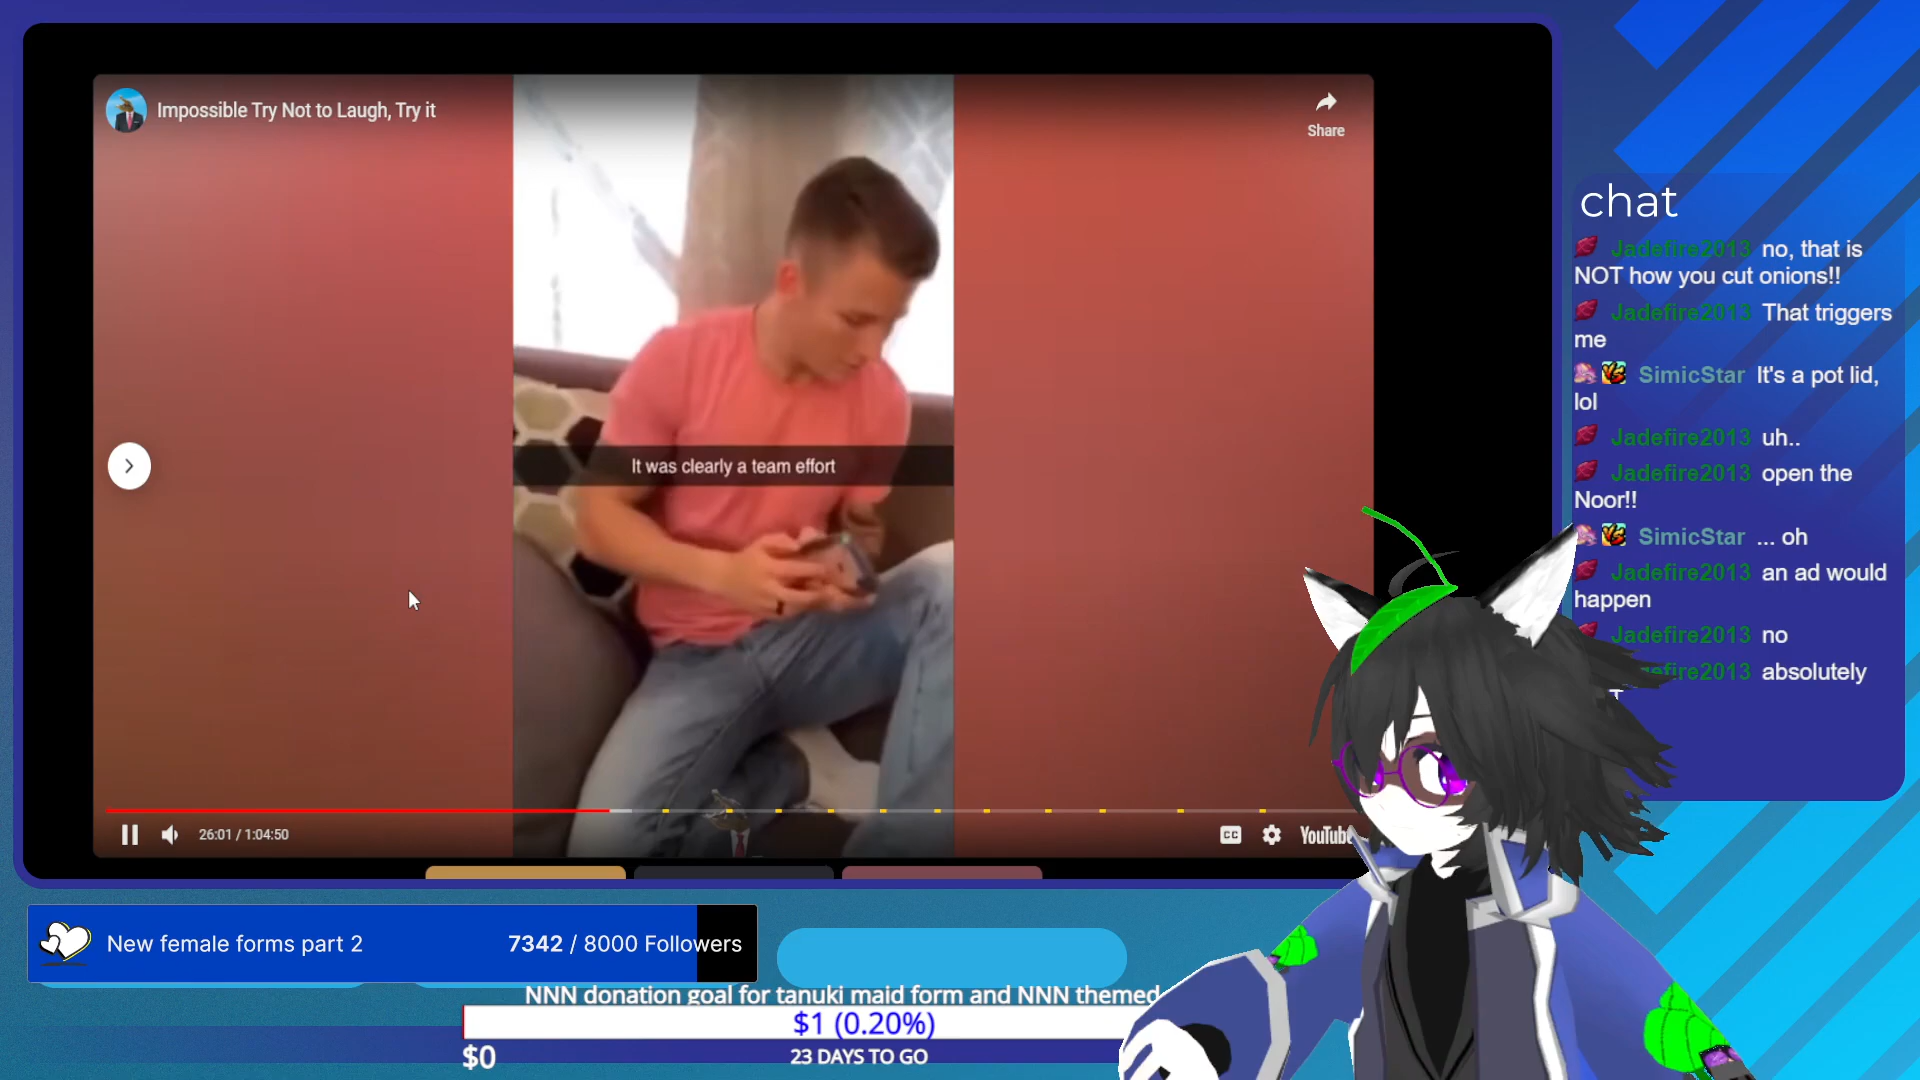 Impossible Try Not to Laugh, Try it
Share
It was clearly a team effort
26:01 / 1:04:50
CC
YouTube
chat
Jadefire2013 no, that is
NOT how you cut onions!!
Jadefire2013 That triggers
me
SimicStar It's a pot lid,
lol
Jadefire2013 uh..
Jadefire2013 open the
Noor!!
SimicStar ... oh
Jadefire2013 an ad would
happen
Jadefire2013 no
efire2013 absolutely
New female forms part 2
7342 / 8000 Followers
NNN donation goal for tanuki maid form and NNN themed
$1 (0.20%)
$0
23 DAYS TO GO